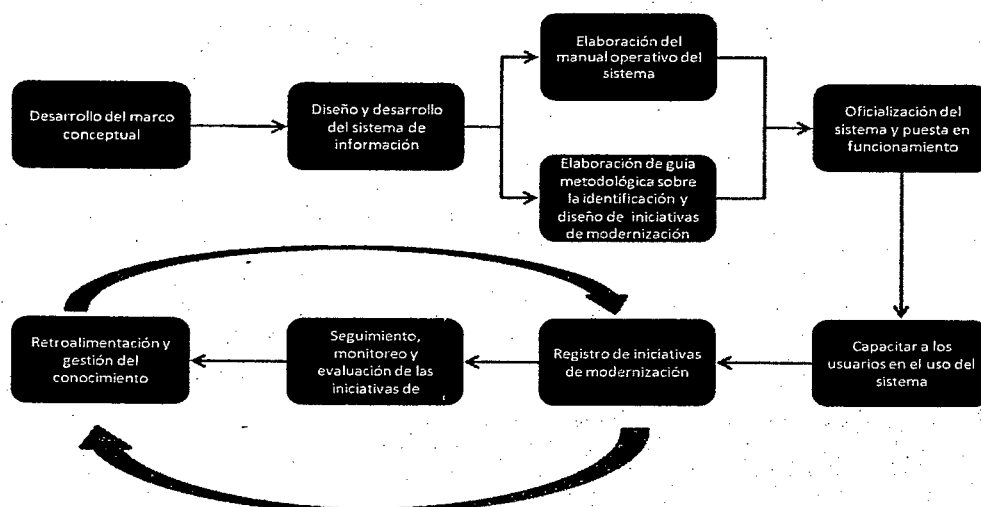 Desarrollo del marco
conceptual
Diseño y desarrollo
del sistema de
información
Elaboración del
manual operativo del
sistema
Elaboración de guía
metodológica sobre
la identificación y
diseño de iniciativas
de modernización
Oficialización del
sistema y puesta en
funcionamiento
Capacitar a los
usuarios en el uso del
sistema
Registro de iniciativas
de modernización
Seguimiento,
monitoreo y
evaluación de las
iniciativas de
Retroalimentación y
gestión del
conocimiento